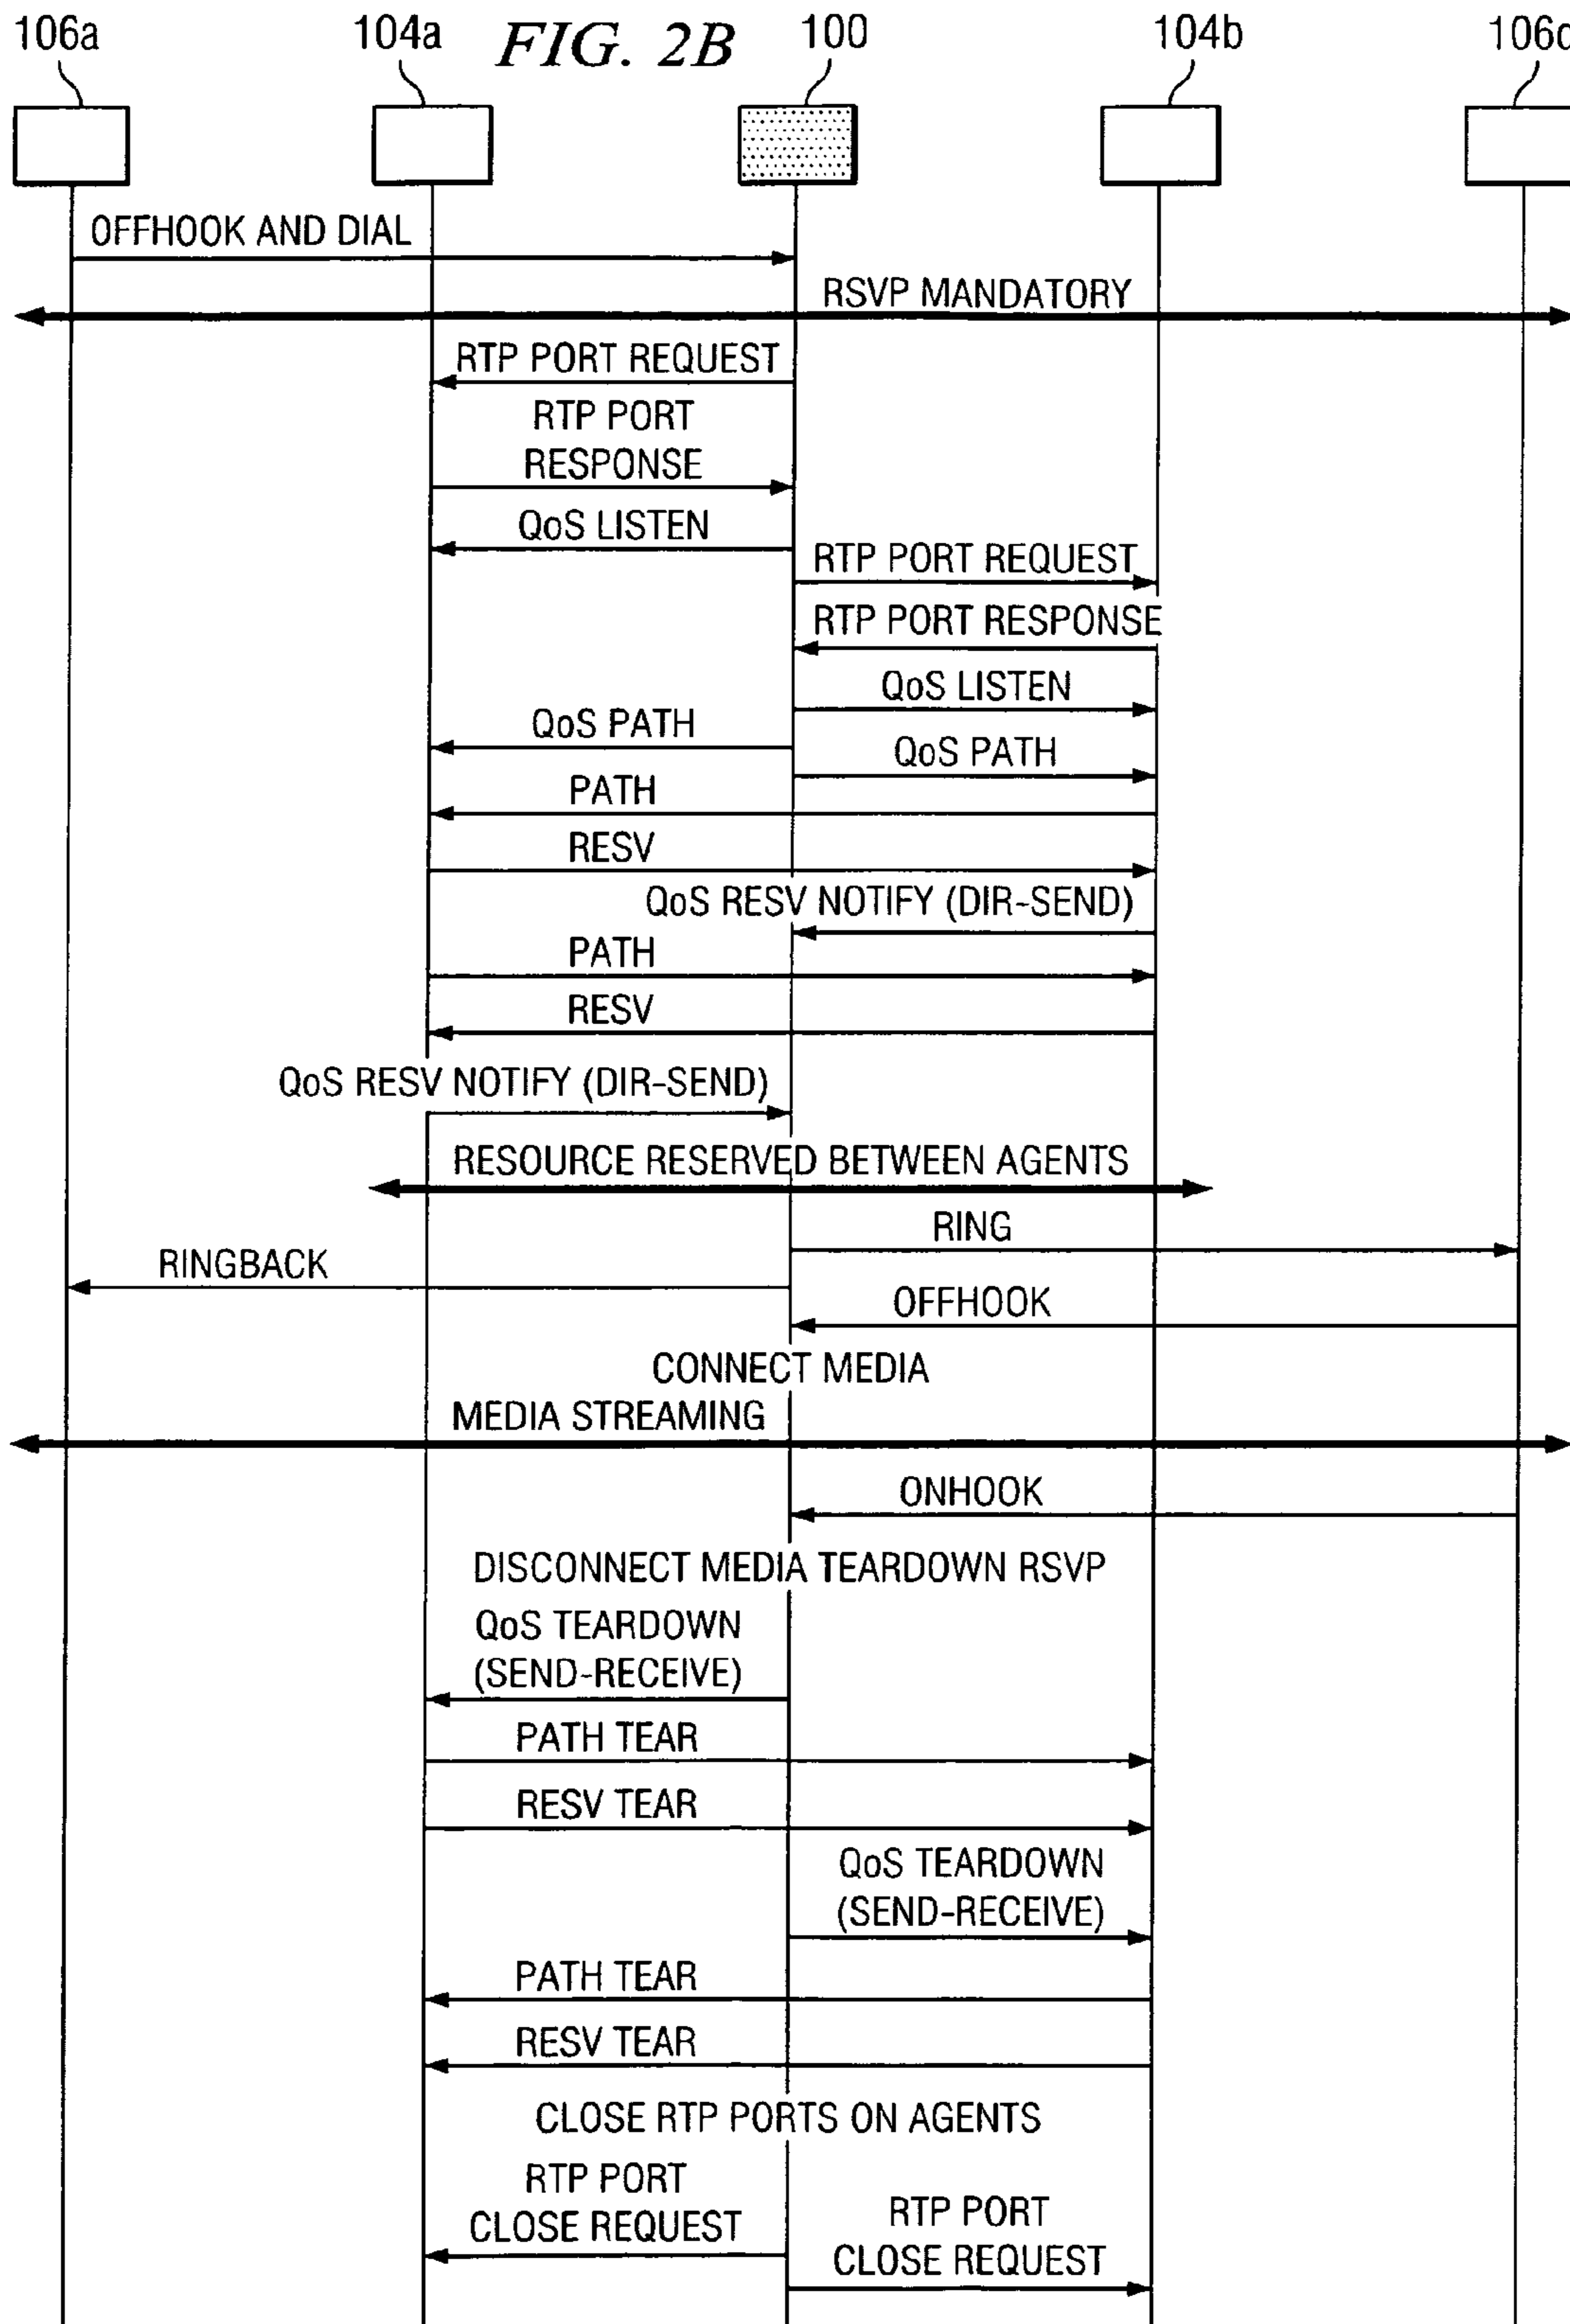 106a 104a FIG. 2B 100 104b 106c
OFFHOOK AND DIAL
RSVP MANDATORY
RTP PORT REQUEST
RTP PORT
RESPONSE
QoS LISTEN
RTP PORT REQUEST
RTP PORT RESPONSE
QoS LISTEN
QoS PATH
QoS PATH
PATH
RESV
QoS RESV NOTIFY (DIR-SEND)
PATH
RESV
QoS RESV NOTIFY (DIR-SEND)
RESOURCE RESERVED BETWEEN AGENTS
RING
RINGBACK
OFFHOOK
CONNECT MEDIA
MEDIA STREAMING
ONHOOK
DISCONNECT MEDIA TEARDOWN RSVP
QoS TEARDOWN
(SEND-RECEIVE)
PATH TEAR
RESV TEAR
QoS TEARDOWN
(SEND-RECEIVE)
PATH TEAR
RESV TEAR
CLOSE RTP PORTS ON AGENTS
RTP PORT
CLOSE REQUEST
RTP PORT
CLOSE REQUEST